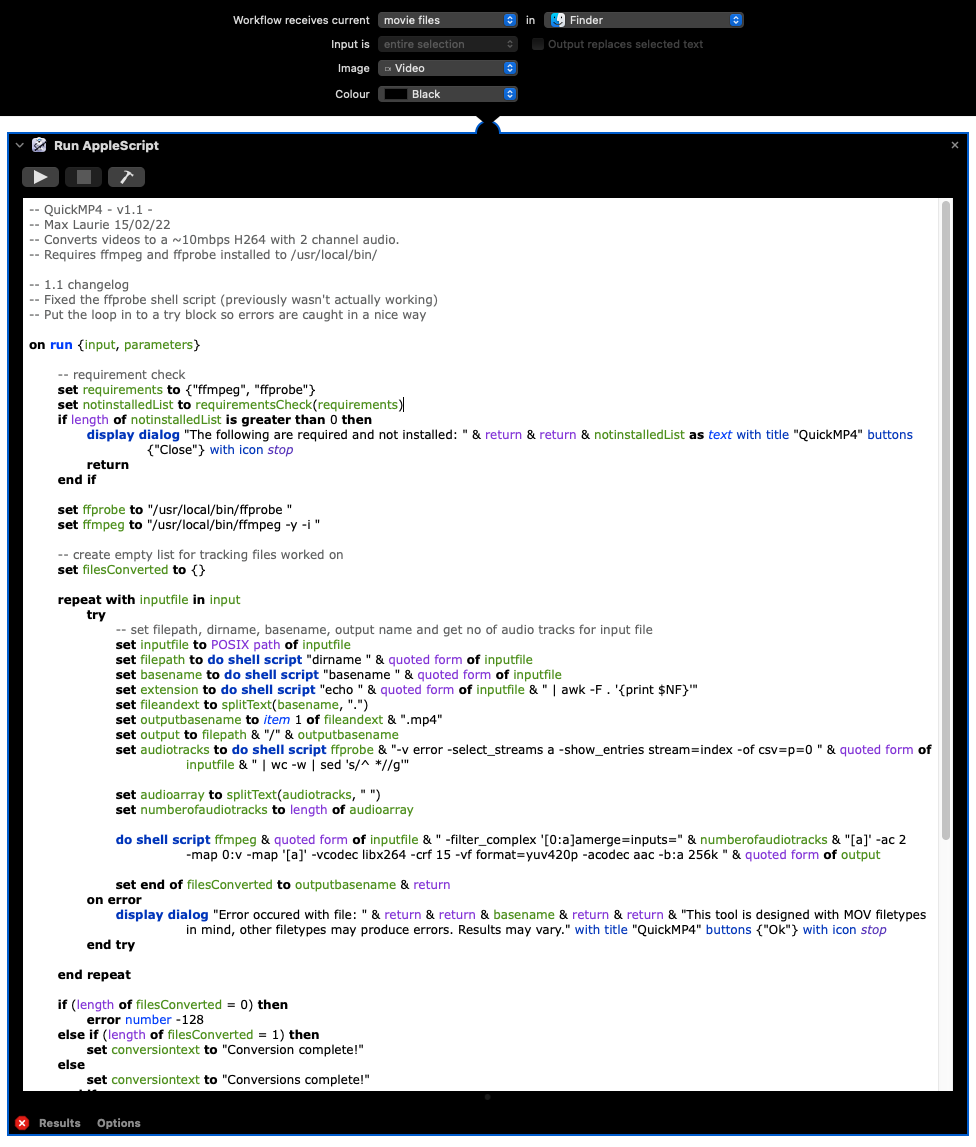 Workflow receives current movie files in Finder
Input is entire selection Output replaces selected text
Image Video
Colour Black
Run AppleScript
-- QuickMP4 - v1.1 -
-- Max Laurie 15/02/22
-- Converts videos to a ~10mbps H264 with 2 channel audio.
-- Requires ffmpeg and ffprobe installed to /usr/local/bin/
-- 1.1 changelog
-- Fixed the ffprobe shell script (previously wasn't actually working)
-- Put the loop in to a try block so errors are caught in a nice way
on run {input, parameters}
-- requirement check
set requirements to {"ffmpeg", "ffprobe"}
set notinstalledList to requirementsCheck(requirements)
if length of notinstalledList is greater than 0 then
display dialog "The following are required and not installed: " & return & return & notinstalledList as text with title "QuickMP4" buttons
{"Close"} with icon stop
return
end if
set ffprobe to "/usr/local/bin/ffprobe "
set ffmpeg to "/usr/local/bin/ffmpeg -y -i "
-- create empty list for tracking files worked on
set filesConverted to {}
repeat with inputfile in input
try
-- set filepath, dirname, basename, output name and get no of audio tracks for input file
set inputfile to POSIX path of inputfile
set filepath to do shell script "dirname " & quoted form of inputfile
set basename to do shell script "basename " & quoted form of inputfile
set extension to do shell script "echo " & quoted form of inputfile & " | awk -F . '{print $NF}'"
set fileandext to splitText(basename, ".")
set outputbasename to item 1 of fileandext & ".mp4"
set output to filepath & "/" & outputbasename
set audiotracks to do shell script ffprobe & "-v error -select_streams a -show_entries stream=index -of csv=p=0 " & quoted form of
inputfile & " | wc -w | sed 's/^ *//g'"
set audioarray to splitText(audiotracks, " ")
set numberofaudiotracks to length of audioarray
do shell script ffmpeg & quoted form of inputfile & " -filter_complex '[0:a]amerge=inputs=" & numberofaudiotracks & "[a]' -ac 2
-map 0:v -map '[a]' -vcodec libx264 -crf 15 -vf format=yuv420p -acodec aac -b:a 256k " & quoted form of output
set end of filesConverted to outputbasename & return
on error
display dialog "Error occured with file: " & return & return & basename & return & return & "This tool is designed with MOV filetypes
in mind, other filetypes may produce errors. Results may vary." with title "QuickMP4" buttons {"Ok"} with icon stop
end try
end repeat
if (length of filesConverted = 0) then
error number -128
else if (length of filesConverted = 1) then
set conversiontext to "Conversion complete!"
else
set conversiontext to "Conversions complete!"
Results Options